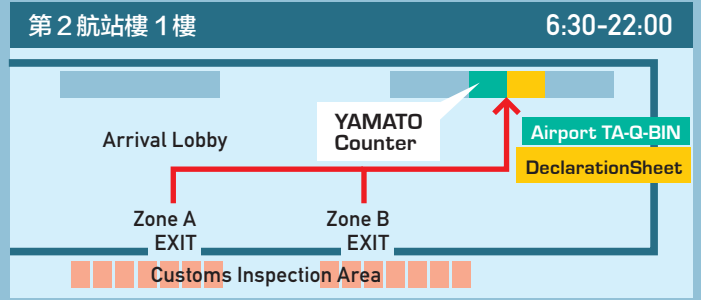 第２航站樓 1樓
6:30-22:00
YAMATO
Counter
Arrival Lobby
Airport TA-Q-BIN
DeclarationSheet
Zone A
EXIT
Zone B
EXIT
Customs Inspection Area